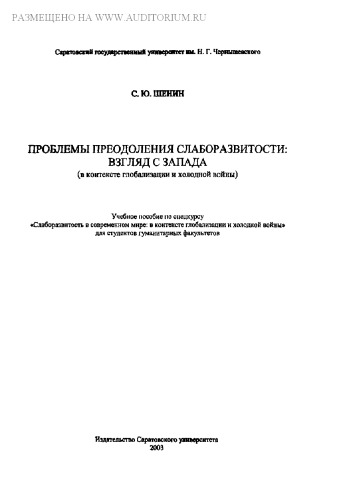 РАЗМЕЩЕНО НА WWW.AUDITORIUM.RU
Саратовский государственный университет им. Н. Г. Чернышевского
С. Ю. ШЕНИН
ПРОБЛЕМЫ ПРЕОДОЛЕНИЯ СЛАБОРАЗВИТОСТИ:
ВЗГЛЯД С ЗАПАДА
(в контексте глобализации и холодной войны)
Учебное пособие по спецкурсу
«Слаборазвитость в современном мире: в контексте глобализации и холодной войны»
для студентов гуманитарных факультетов
Издательство Саратовского университета
2003